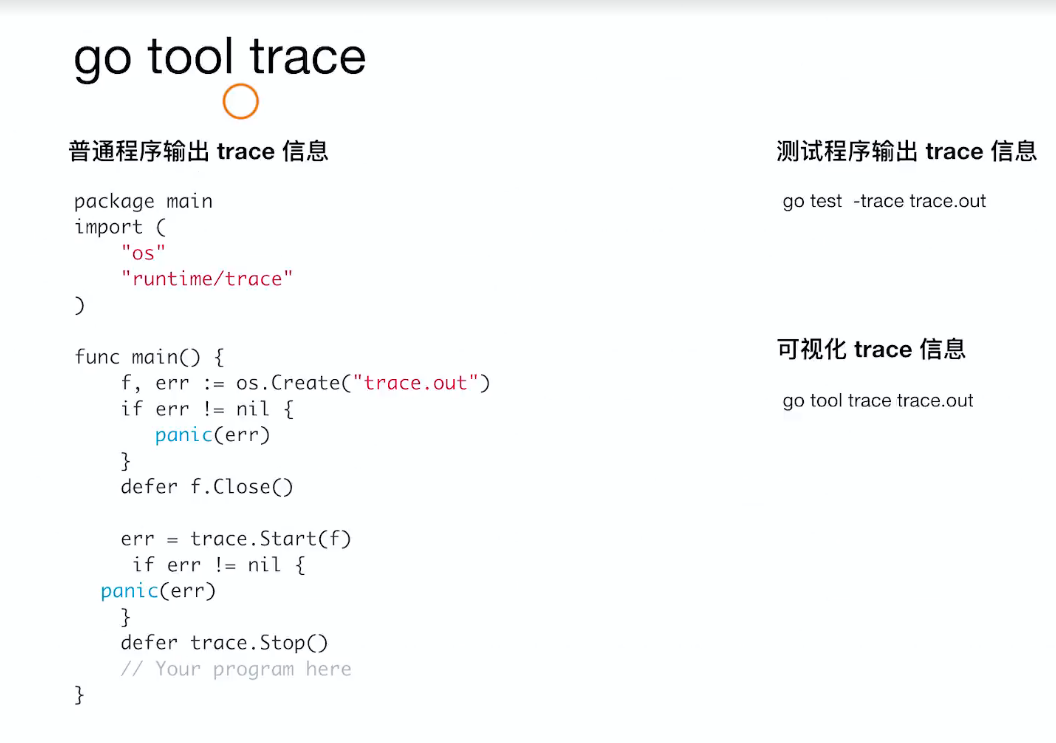 go tool trace
普通程序输出 trace 信息
package main
import (
    "os"
    "runtime/trace"
)
func main() {
    f, err := os.Create("trace.out")
    if err != nil {
       panic(err)
    }
    defer f.Close()
    err = trace.Start(f)
     if err != nil {
  panic(err)
    }
    defer trace.Stop()
    // Your program here
}
测试程序输出 trace 信息
go test  -trace trace.out
可视化 trace 信息
go tool trace trace.out